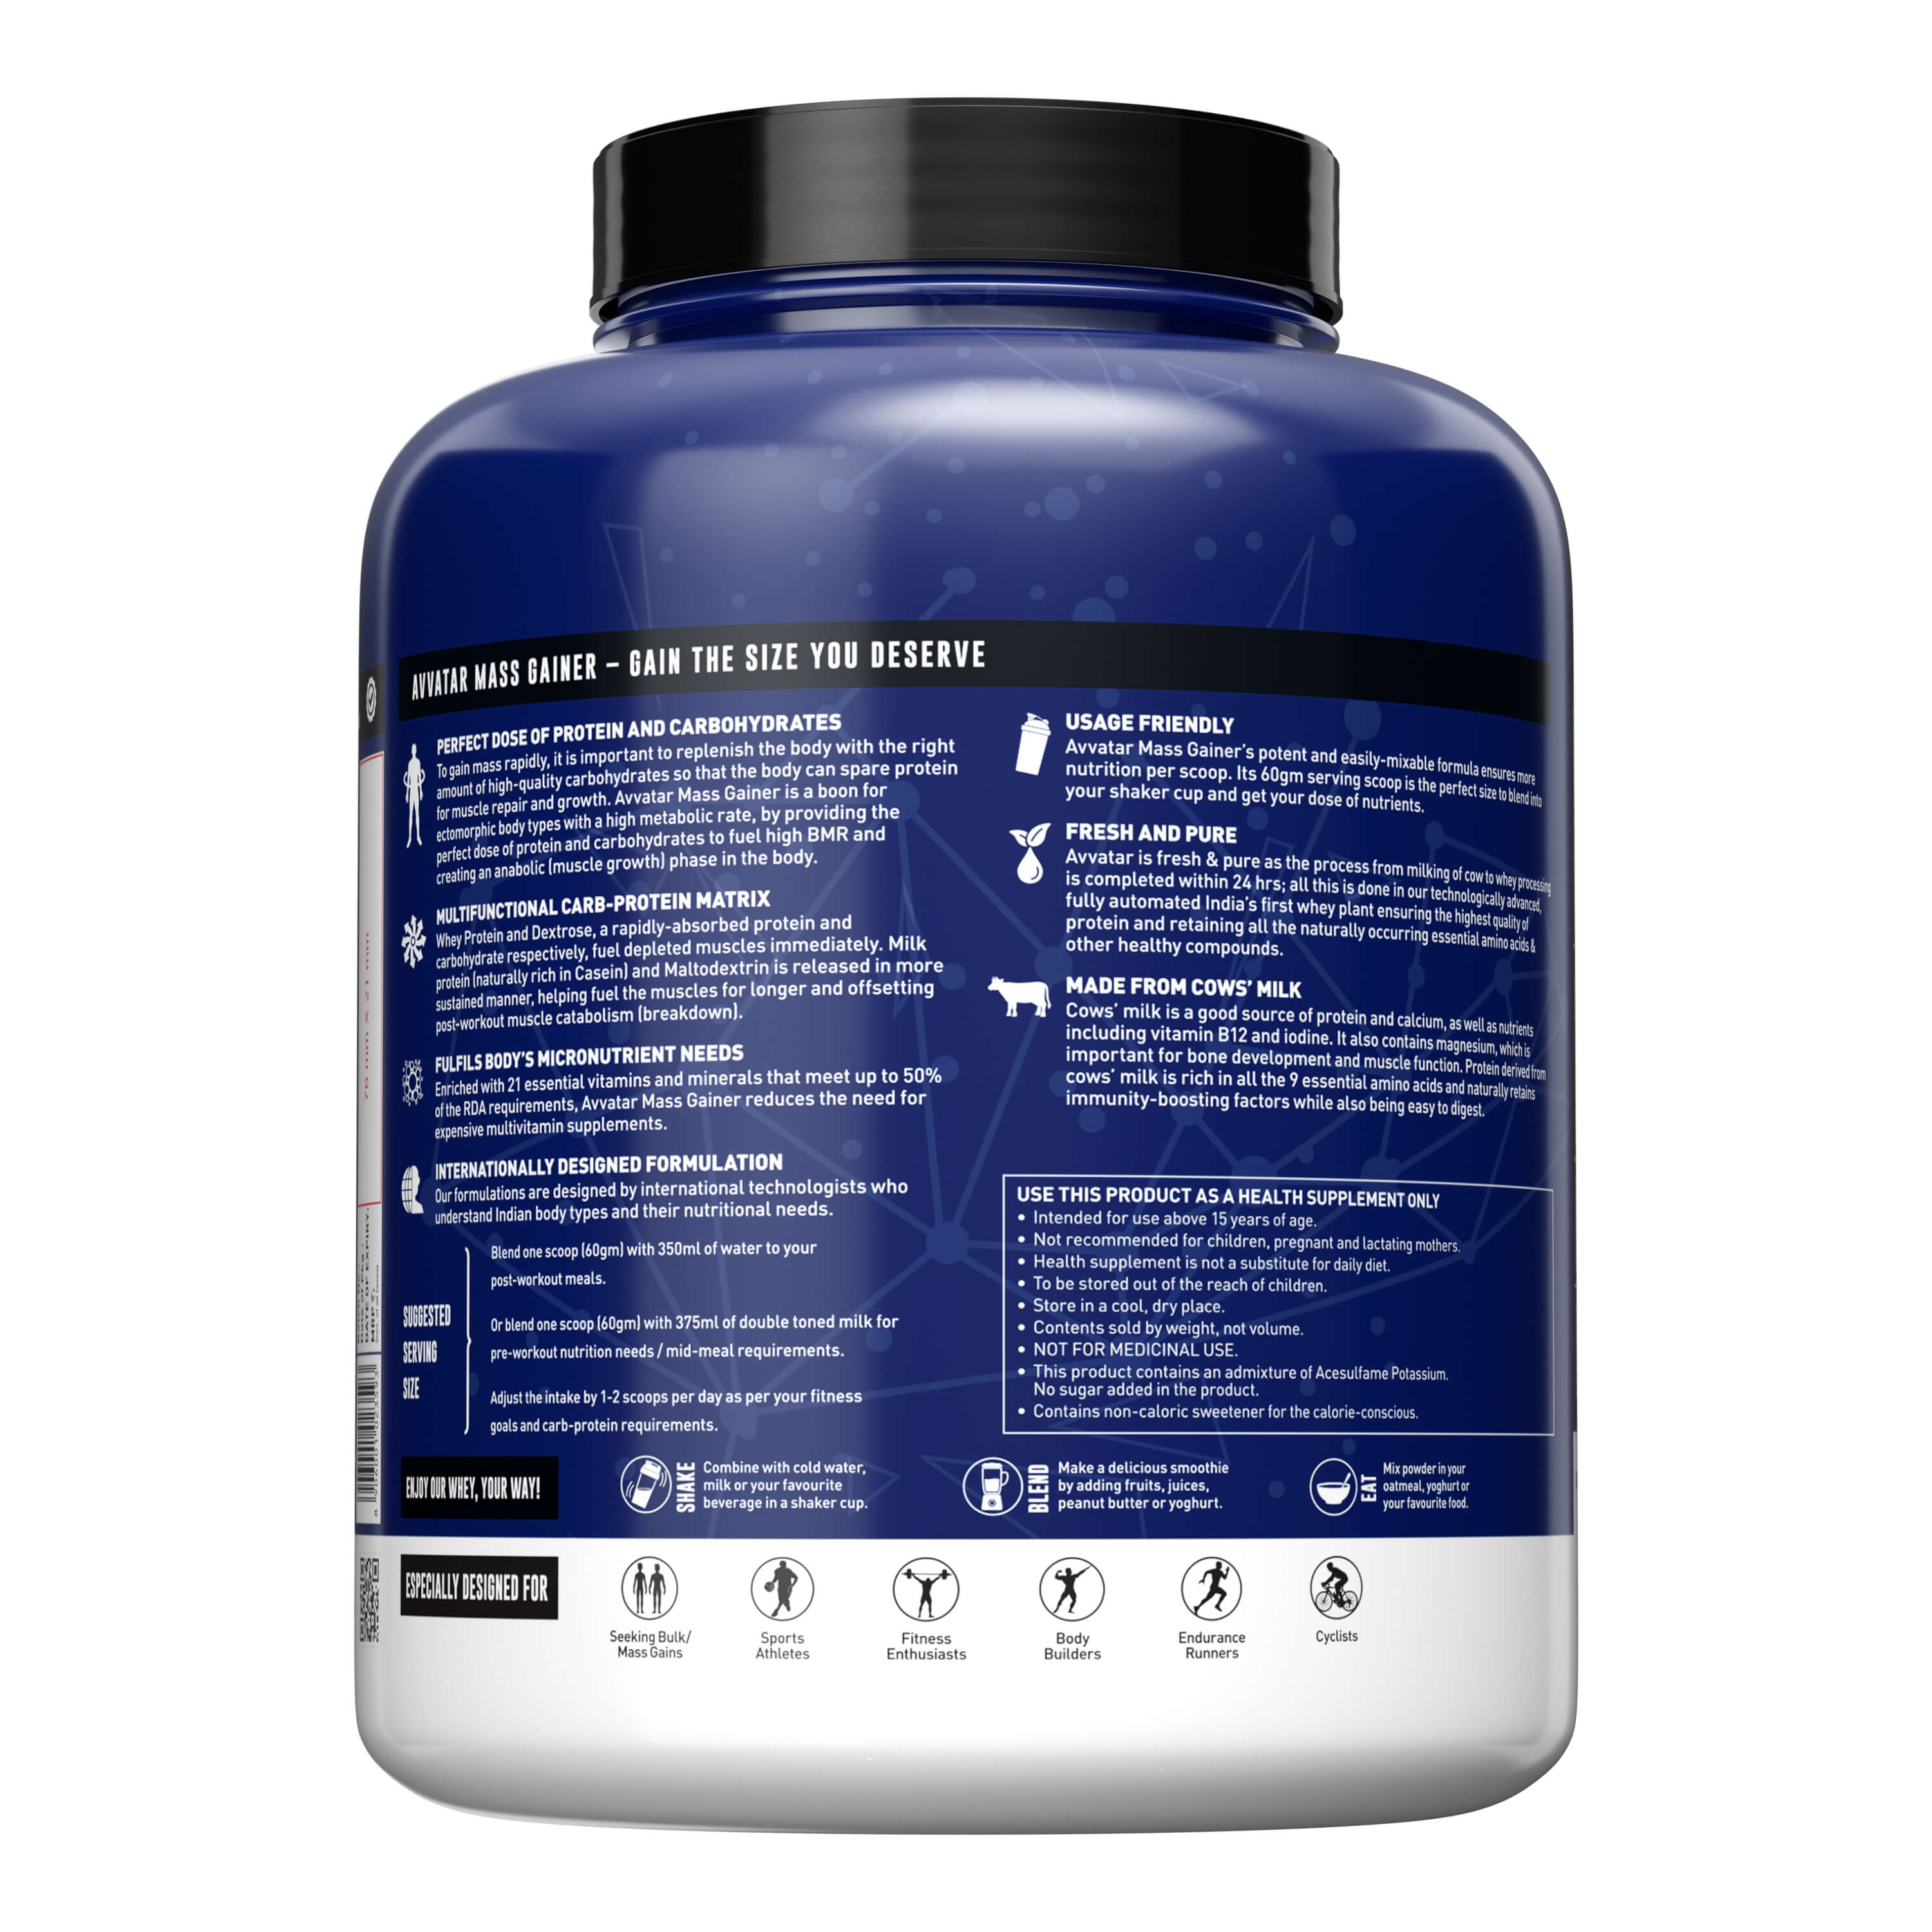 AVVATAR MASS GAINER – GAIN THE SIZE YOU DESERVE
PERFECT DOSE OF PROTEIN AND CARBOHYDRATES
To gain mass rapidly, it is important to replenish the body with the right
amount of high-quality carbohydrates so that the body can spare protein
for muscle repair and growth. Avvatar Mass Gainer is a boon for
ectomorphic body types with a high metabolic rate, by providing the
perfect dose of protein and carbohydrates to fuel high BMR and
creating an anabolic (muscle growth) phase in the body.
MULTIFUNCTIONAL CARB-PROTEIN MATRIX
Whey Protein and Dextrose, a rapidly-absorbed protein and
carbohydrate respectively, fuel depleted muscles immediately. Milk
protein (naturally rich in Casein) and Maltodextrin is released in more
sustained manner, helping fuel the muscles for longer and offsetting
post-workout muscle catabolism (breakdown).
FULFILS BODY'S MICRONUTRIENT NEEDS
Enriched with 21 essential vitamins and minerals that meet up to 50%
of the RDA requirements, Avvatar Mass Gainer reduces the need for
expensive multivitamin supplements.
INTERNATIONALLY DESIGNED FORMULATION
Our formulations are designed by international technologists who
understand Indian body types and their nutritional needs.
SUGGESTED
SERVING
SIZE
Blend one scoop (60gm) with 350ml of water to your
post-workout meals.
Or blend one scoop (60gm) with 375ml of double toned milk for
pre-workout nutrition needs / mid-meal requirements.
Adjust the intake by 1-2 scoops per day as per your fitness
goals and carb-protein requirements.
USAGE FRIENDLY
Avvatar Mass Gainer's potent and easily-mixable formula ensures more
nutrition per scoop. Its 60gm serving scoop is the perfect size to blend into
your shaker cup and get your dose of nutrients.
FRESH AND PURE
Avvatar is fresh & pure as the process from milking of cow to whey processing
is completed within 24 hrs; all this is done in our technologically advanced,
fully automated India's first whey plant ensuring the highest quality of
protein and retaining all the naturally occurring essential amino acids &
other healthy compounds.
MADE FROM COWS' MILK
Cows' milk is a good source of protein and calcium, as well as nutrients
including vitamin B12 and iodine. It also contains magnesium, which is
important for bone development and muscle function. Protein derived from
cows' milk is rich in all the 9 essential amino acids and naturally retains
immunity-boosting factors while also being easy to digest.
USE THIS PRODUCT AS A HEALTH SUPPLEMENT ONLY
• Intended for use above 15 years of age.
• Not recommended for children, pregnant and lactating mothers.
• Health supplement is not a substitute for daily diet.
• To be stored out of the reach of children.
• Store in a cool, dry place.
• Contents sold by weight, not volume.
• NOT FOR MEDICINAL USE.
• This product contains an admixture of Acesulfame Potassium.
No sugar added in the product.
• Contains non-caloric sweetener for the calorie-conscious.
ENJOY OUR WHEY, YOUR WAY!
SHAKE
Combine with cold water,
milk or your favourite
beverage in a shaker cup.
BLEND
Make a delicious smoothie
by adding fruits, juices,
peanut butter or yoghurt.
EAT
Mix powder in your
oatmeal, yoghurt or
your favourite food.
ESPECIALLY DESIGNED FOR
Seeking Bulk/
Mass Gains
Sports
Athletes
Fitness
Enthusiasts
Body
Builders
Endurance
Runners
Cyclists
76 mm X 21 mm
DATE OF EXPIRY: